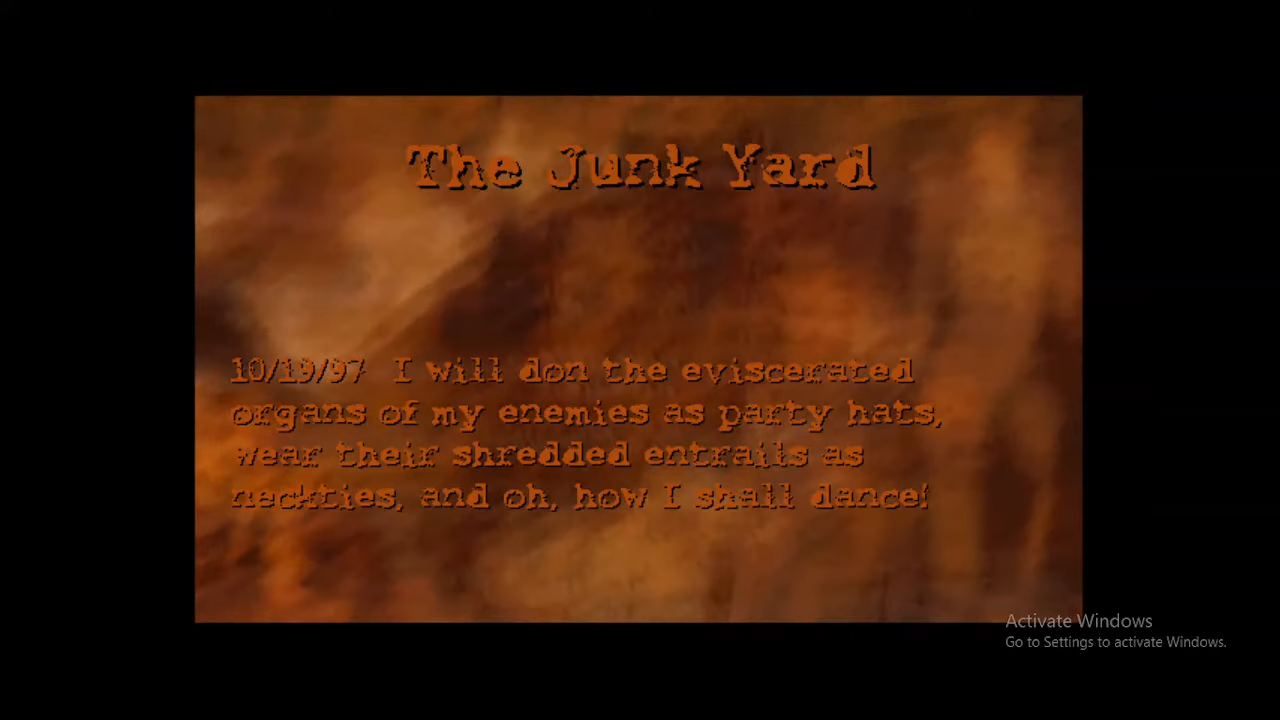 The Junk Yard
10/19/97 I will don the eviscerated
organs of my enemies as party hats,
wear their shredded entrails as
neckties, and oh, how I shall dance!
Activate Windows
Go to Settings to activate Windows.